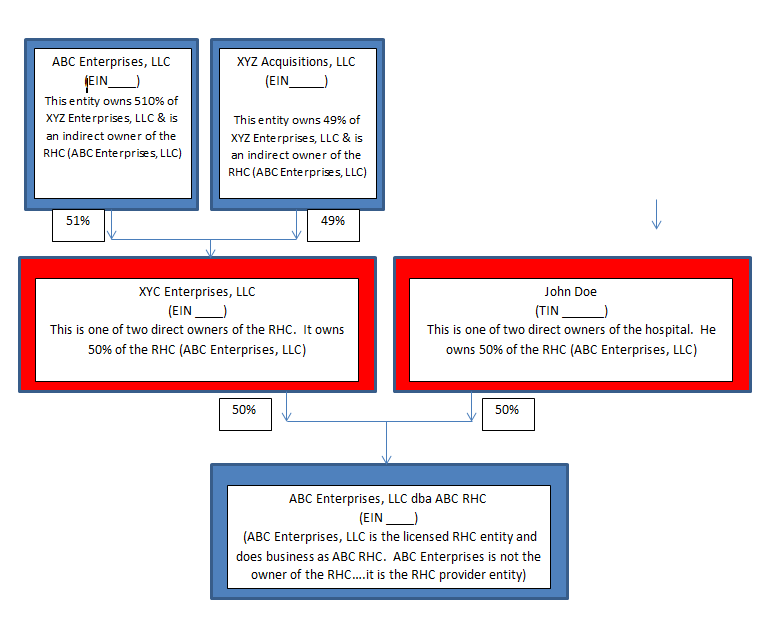 ABC Enterprises, LLC
(EIN____)
This entity owns 510% of
XYZ Enterprises, LLC & is
an indirect owner of the
RHC (ABC Enterprises, LLC)
XYZ Acquisitions, LLC
(EIN_____)
This entity owns 49% of
XYZ Enterprises, LLC & is
an indirect owner of the
RHC (ABC Enterprises, LLC)
51%
49%
XYC Enterprises, LLC
(EIN ____)
This is one of two direct owners of the RHC. It owns
50% of the RHC (ABC Enterprises, LLC)
John Doe
(TIN ______)
This is one of two direct owners of the hospital. He
owns 50% of the RHC (ABC Enterprises, LLC)
50%
50%
ABC Enterprises, LLC dba ABC RHC
(EIN ____)
(ABC Enterprises, LLC is the licensed RHC entity and
does business as ABC RHC. ABC Enterprises is not the
owner of the RHC....it is the RHC provider entity)